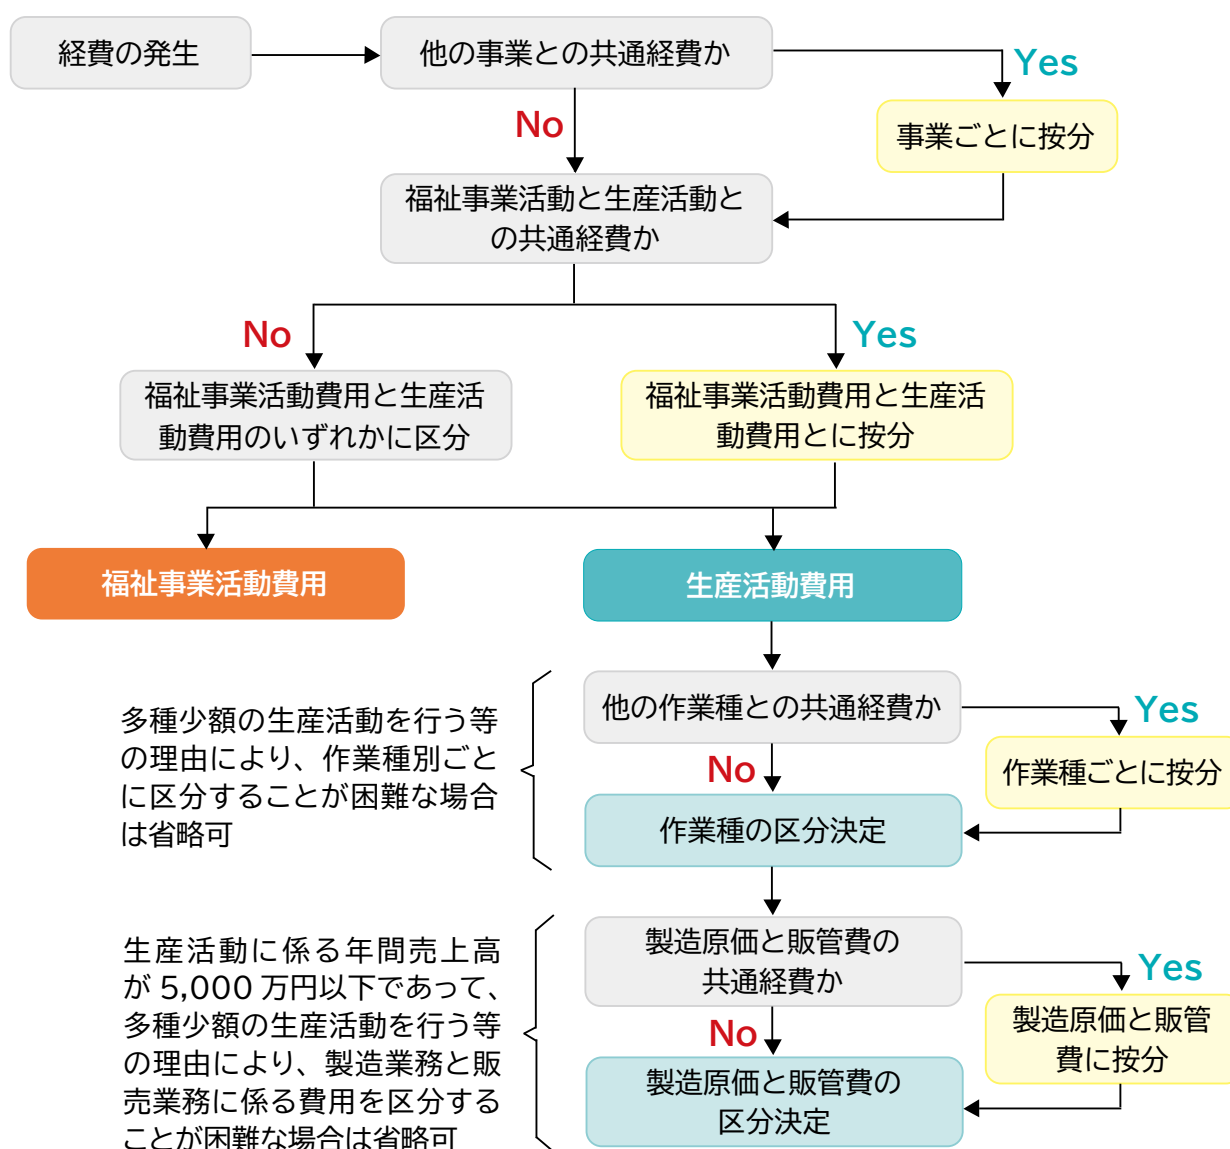 経費の発生
他の事業との共通経費か
Yes
No
事業ごとに按分
福祉事業活動と生産活動と
の共通経費か
No
Yes
福祉事業活動費用と生産活
動費用のいずれかに区分
福祉事業活動費用と生産活
動費用とに按分
福祉事業活動費用
生産活動費用
多種少額の生産活動を行う等
の理由により、作業種別ごと
に区分することが困難な場合
は省略可
他の作業種との共通経費か
Yes
No
作業種ごとに按分
作業種の区分決定
生産活動に係る年間売上高
が 5,000 万円以下であって、
多種少額の生産活動を行う等
の理由により、製造業務と販
売業務に係る費用を区分する
ことが困難な場合は省略可
製造原価と販管費の
共通経費か
Yes
No
製造原価と販管
費に按分
製造原価と販管費の
区分決定